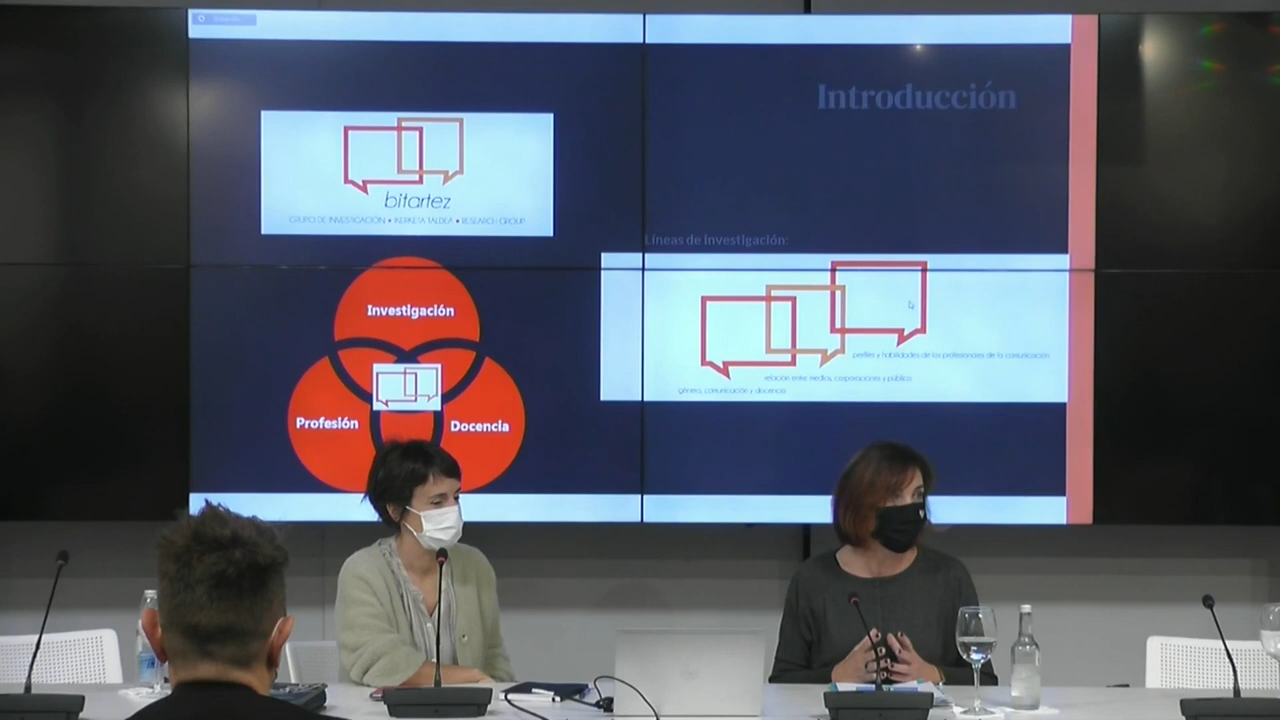 Introducción
bitartez
GRUPO DE INVESTIGACIÓN • IKERKETA TALDEA • RESEARCH GROUP
Líneas de Investigación:
Investigación
Profesión
Docencia
perfiles y habilidades de los profesionales de la comunicación
relación entre medios, corporaciones y público
género, comunicación y docencia